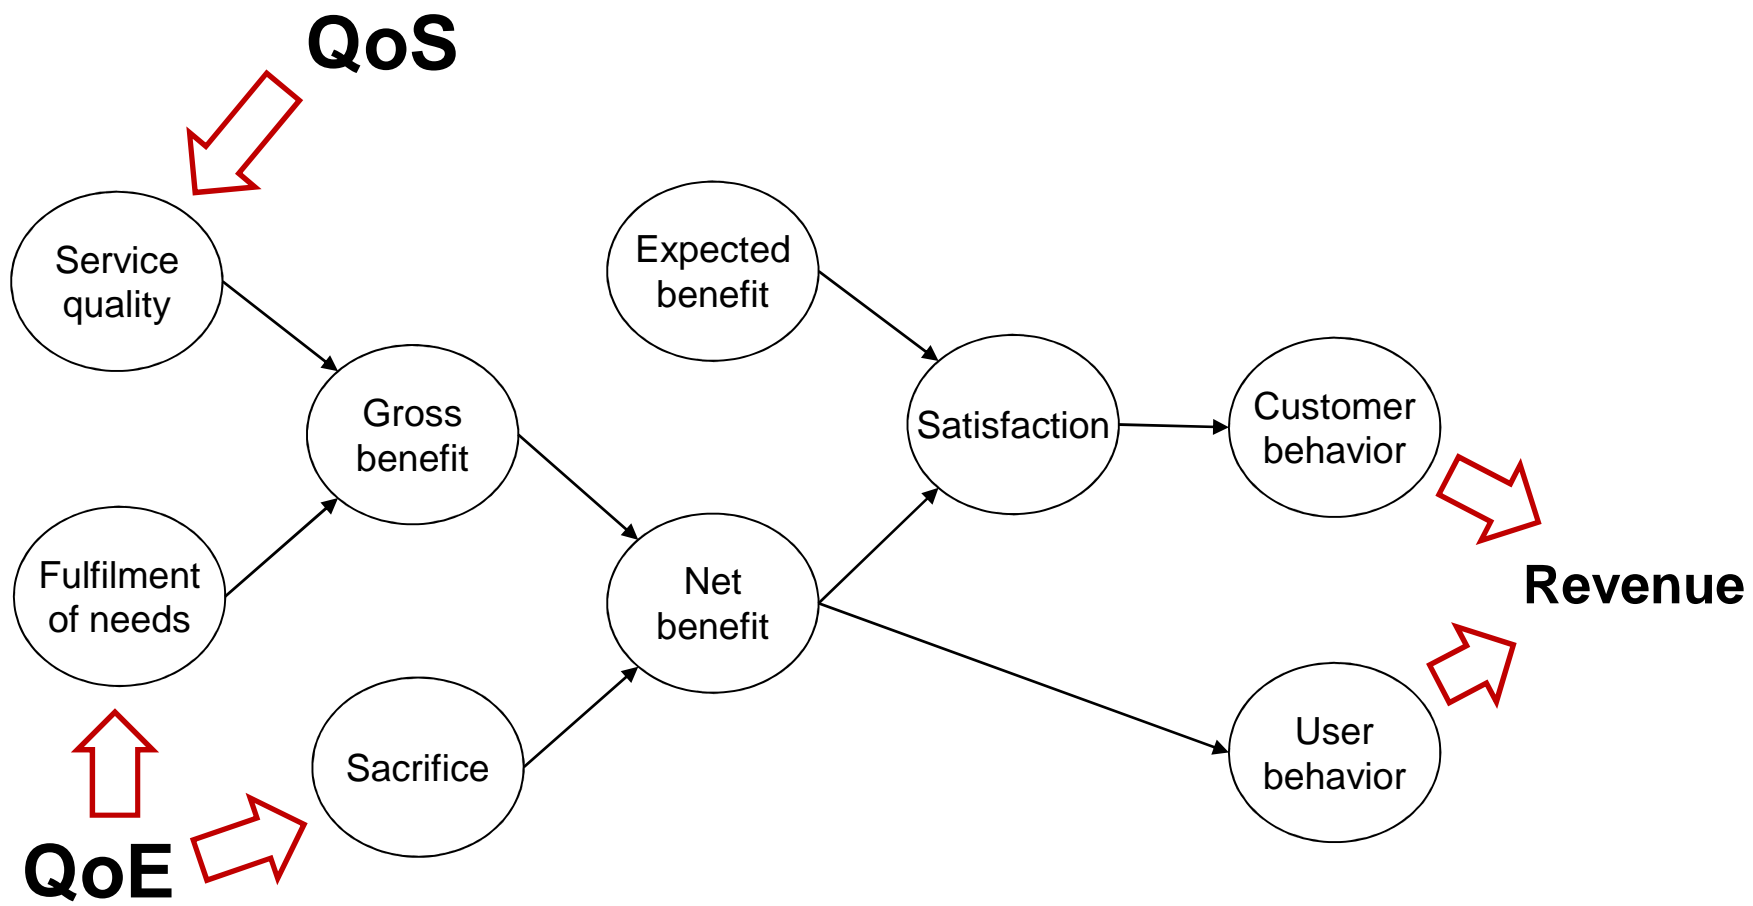 QoS
Service
quality
Expected
benefit
Gross
benefit
Satisfaction
Customer
behavior
Fulfilment
of needs
Net
benefit
Revenue
Sacrifice
User
behavior
QoE